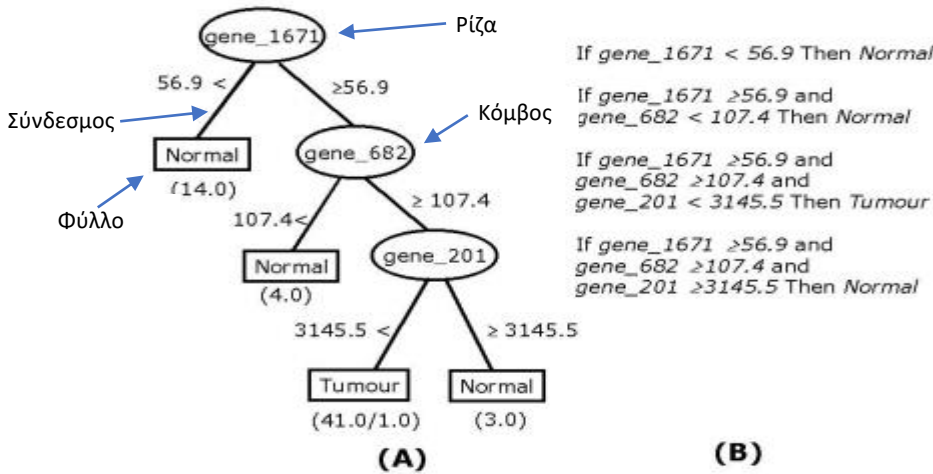 gene_1671
Ρίζα
56.9 <
≥56.9
Σύνδεσμος
Κόμβος
Normal
(14.0)
gene_682
Φύλλο
107.4<
≥ 107.4
Normal
(4.0)
gene_201
3145.5 <
≥ 3145.5
Tumour
Normal
(41.0/1.0)
(3.0)
(A)
If gene_1671 < 56.9 Then Normal
If gene_1671 ≥56.9 and
gene_682 < 107.4 Then Normal
If gene_1671 ≥56.9 and
gene_682 ≥107.4 and
gene_201 < 3145.5 Then Tumour
If gene_1671 ≥56.9 and
gene_682 ≥107.4 and
gene_201 ≥3145.5 Then Normal
(B)